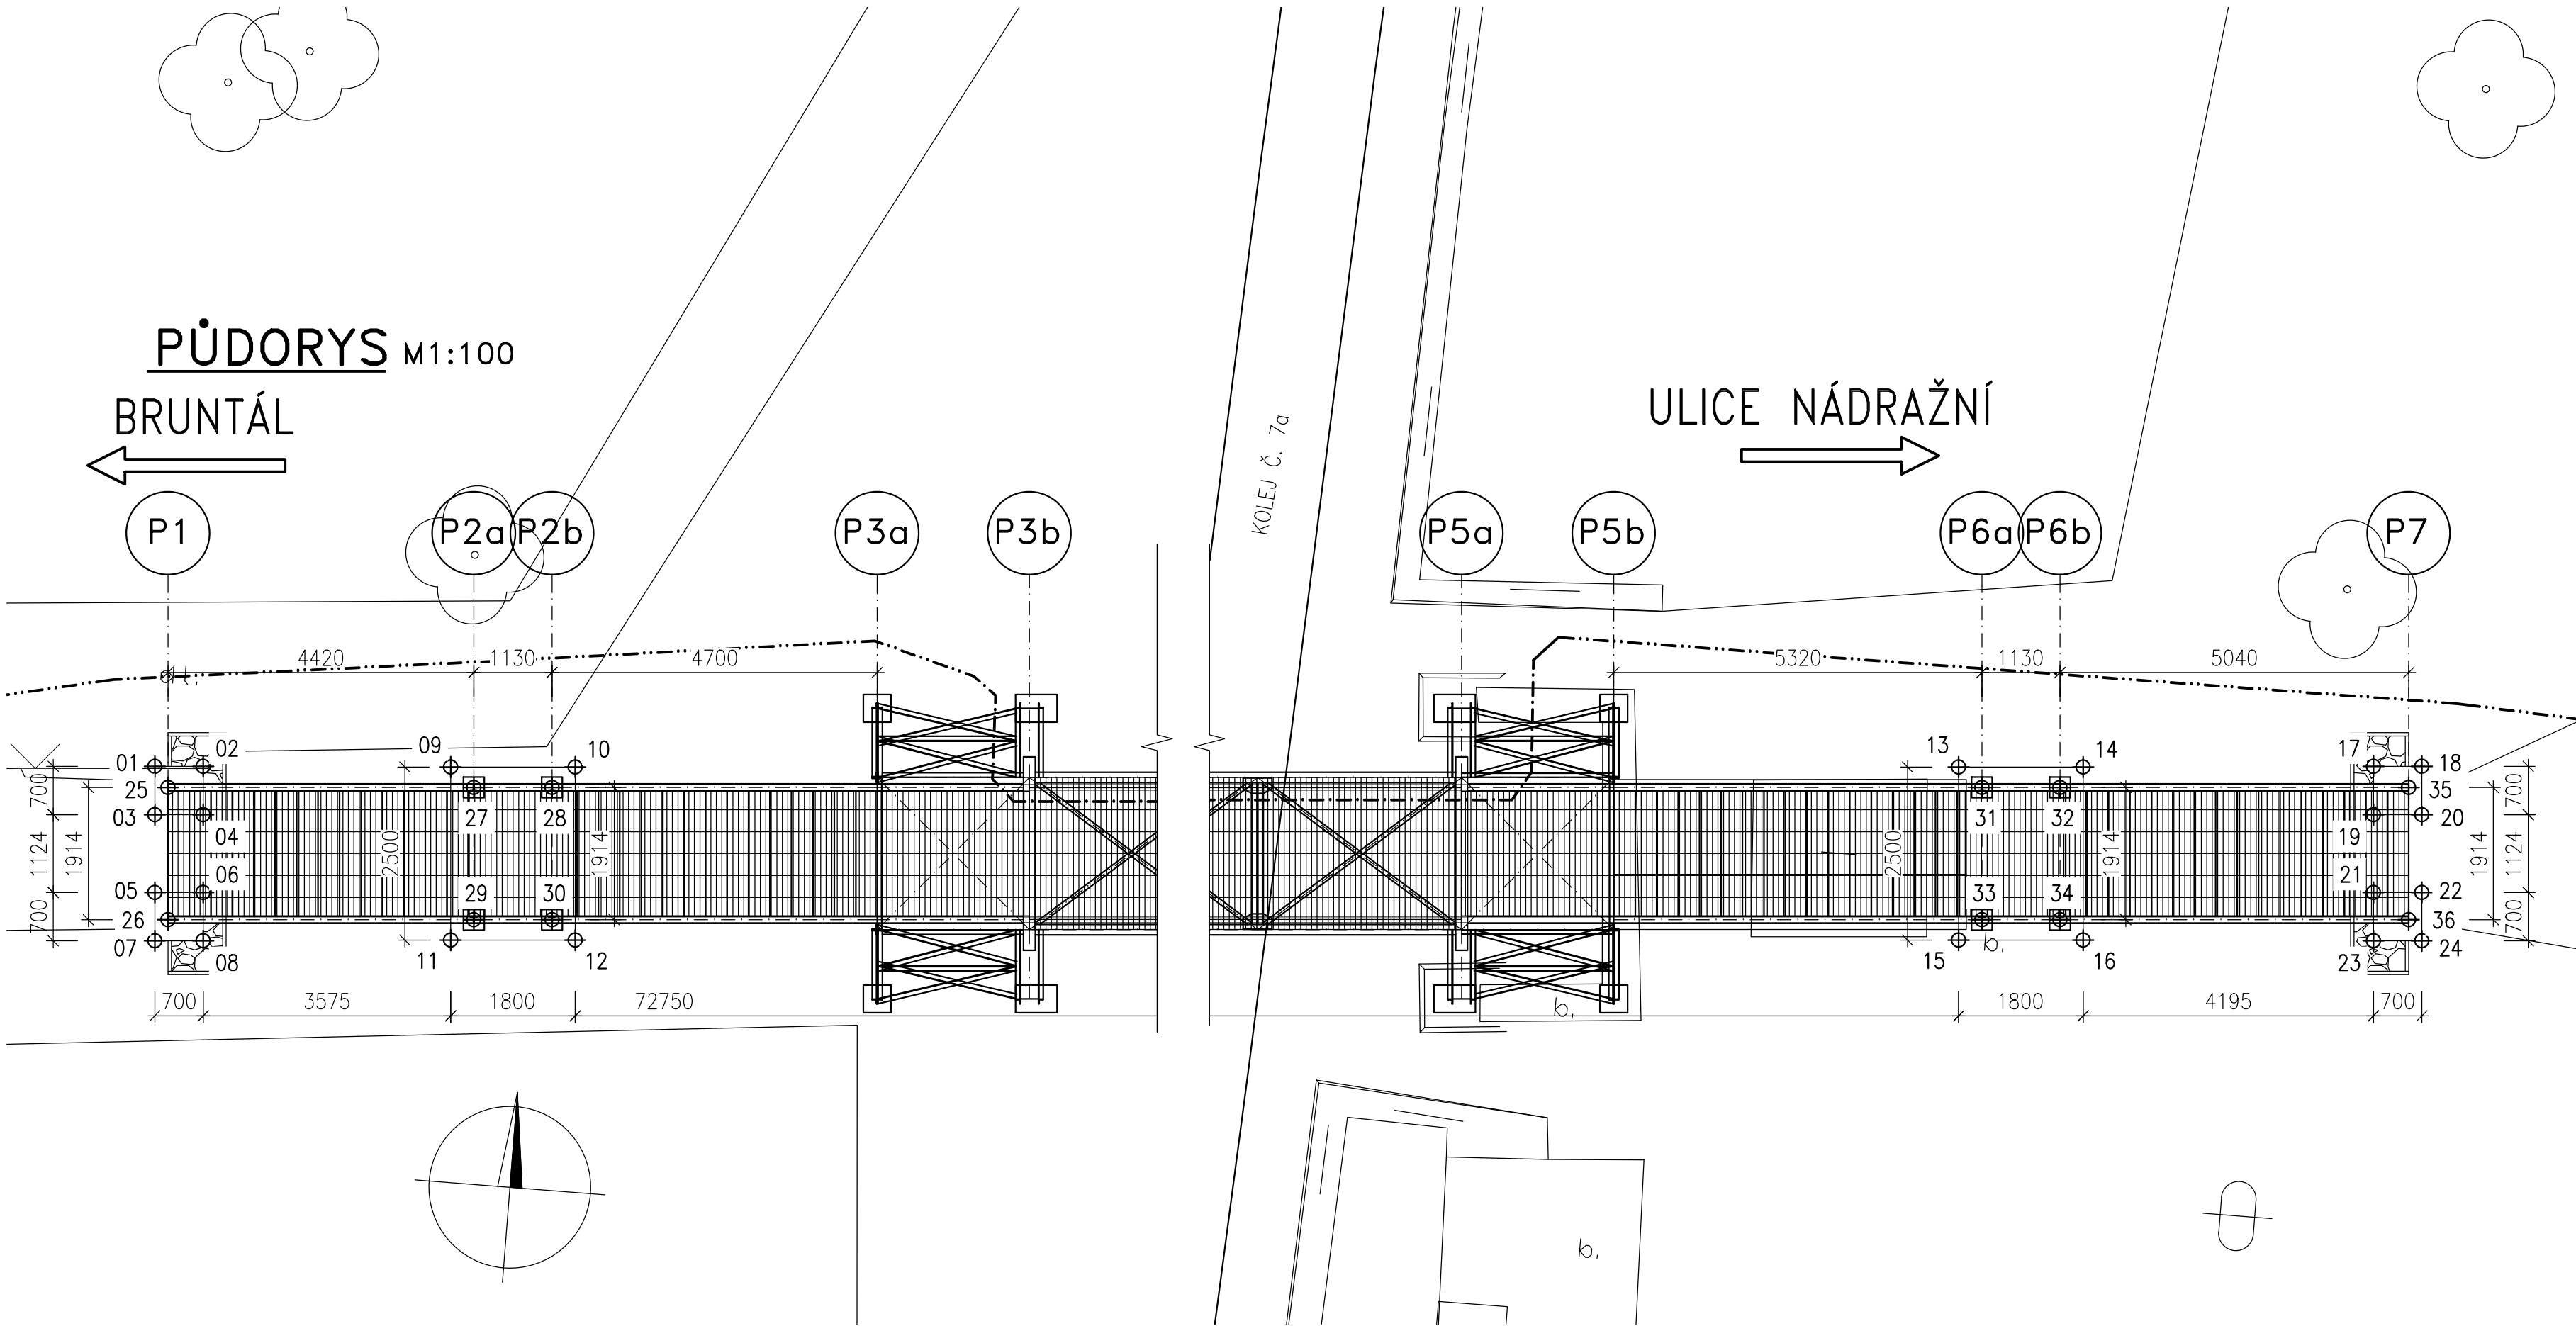 PŮDORYS M1:100
BRUNTÁL
ULICE NÁDRAŽNÍ
KOLEJ Č. 7a
P1 P2a P2b P3a P3b P5a P5b P6a P6b P7
4420 1130 4700 5320 1130 5040
01 02 09 10 13 14 17 18
25 35
03 04 27 28 31 32 19 20
05 06 29 30 33 34 21 22
26 36
07 08 11 12 15 16 23 24
700 1124 700 1914 2500 1914 2500 1914 1914 700 1124 700
b.
700 3575 1800 72750 1800 4195 700
b.
b.